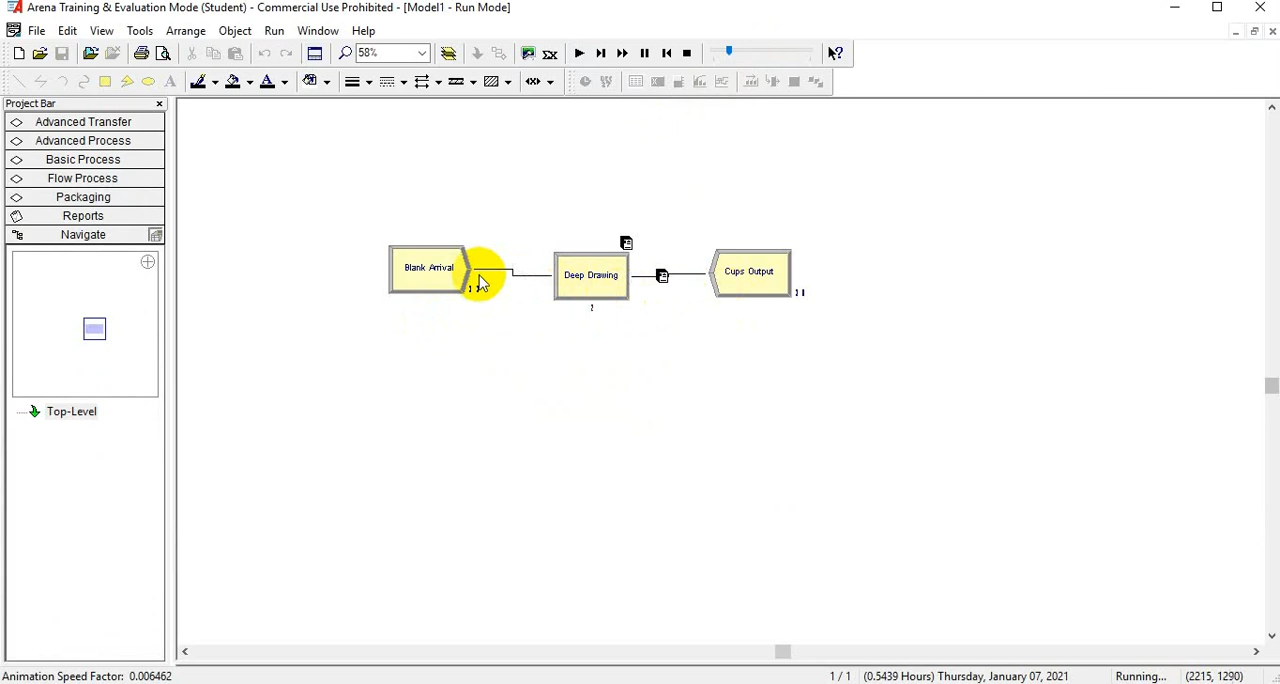 Arena Training & Evaluation Mode (Student) - Commercial Use Prohibited - [Model1 - Run Mode]
File Edit View Tools Arrange Object Run Window Help
58%
Project Bar
Advanced Transfer
Advanced Process
Basic Process
Flow Process
Packaging
Reports
Navigate
Top-Level
Blank Arrival
Deep Drawing
Cups Output
Animation Speed Factor: 0.006462
1 / 1
(0.5439 Hours) Thursday, January 07, 2021
Running...
(2215, 1290)